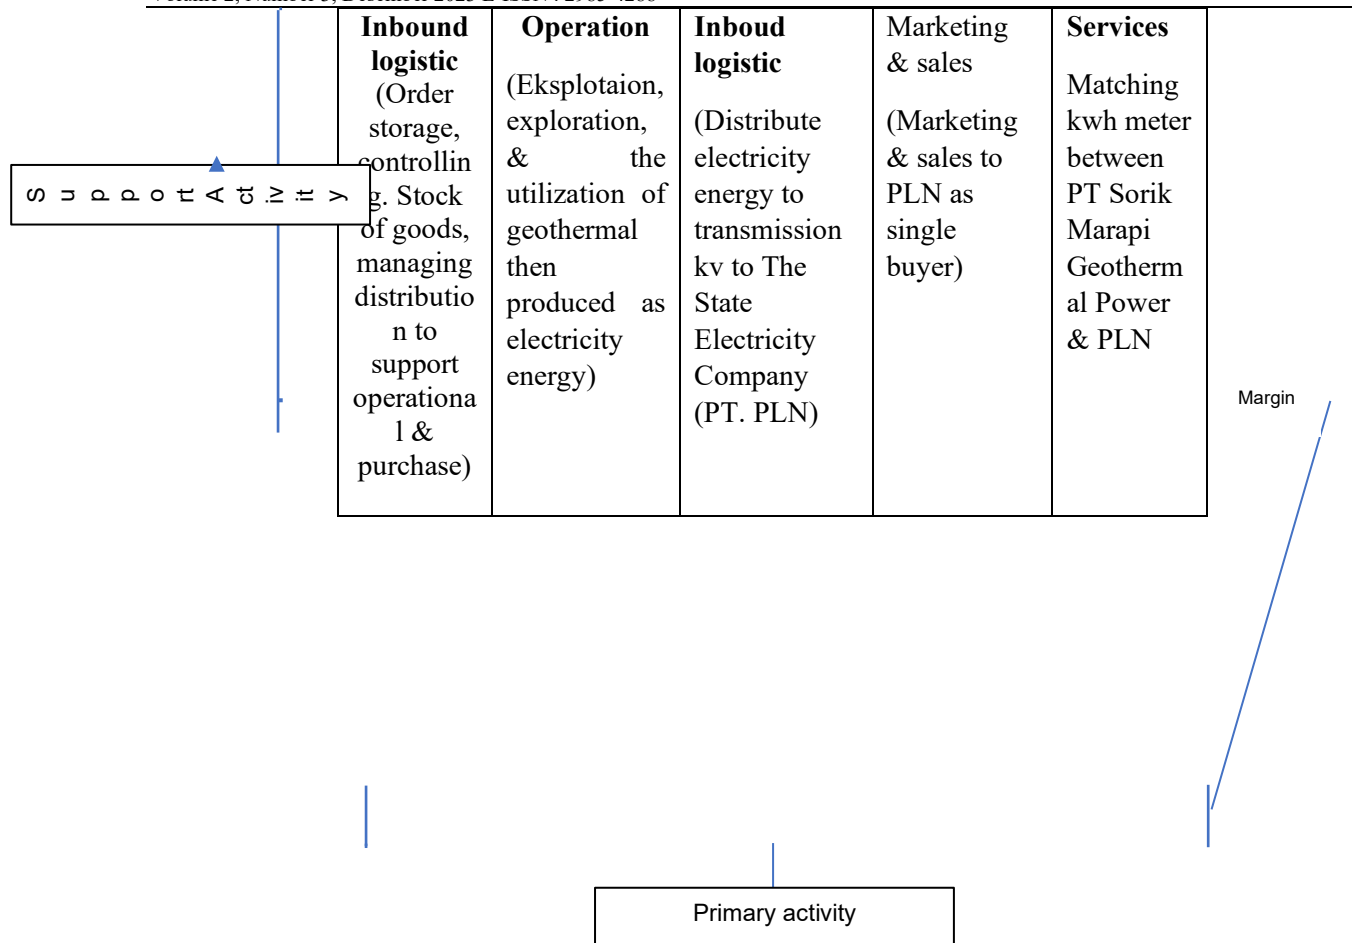 Inbound
logistic
(Order
storage,
controllin
g. Stock
of goods,
managing
distributio
n to
support
operationa
l &
purchase)
Operation
(Eksplotaion,
exploration,
& the
utilization of
geothermal
then
produced as
electricity
energy)
Inboud
logistic
(Distribute
electricity
energy to
transmission
kv to The
State
Electricity
Company
(PT. PLN)
Marketing
& sales
(Marketing
& sales to
PLN as
single
buyer)
Services
Matching
kwh meter
between
PT Sorik
Marapi
Geotherm
al Power
& PLN
Support Activity
Margin
Primary activity